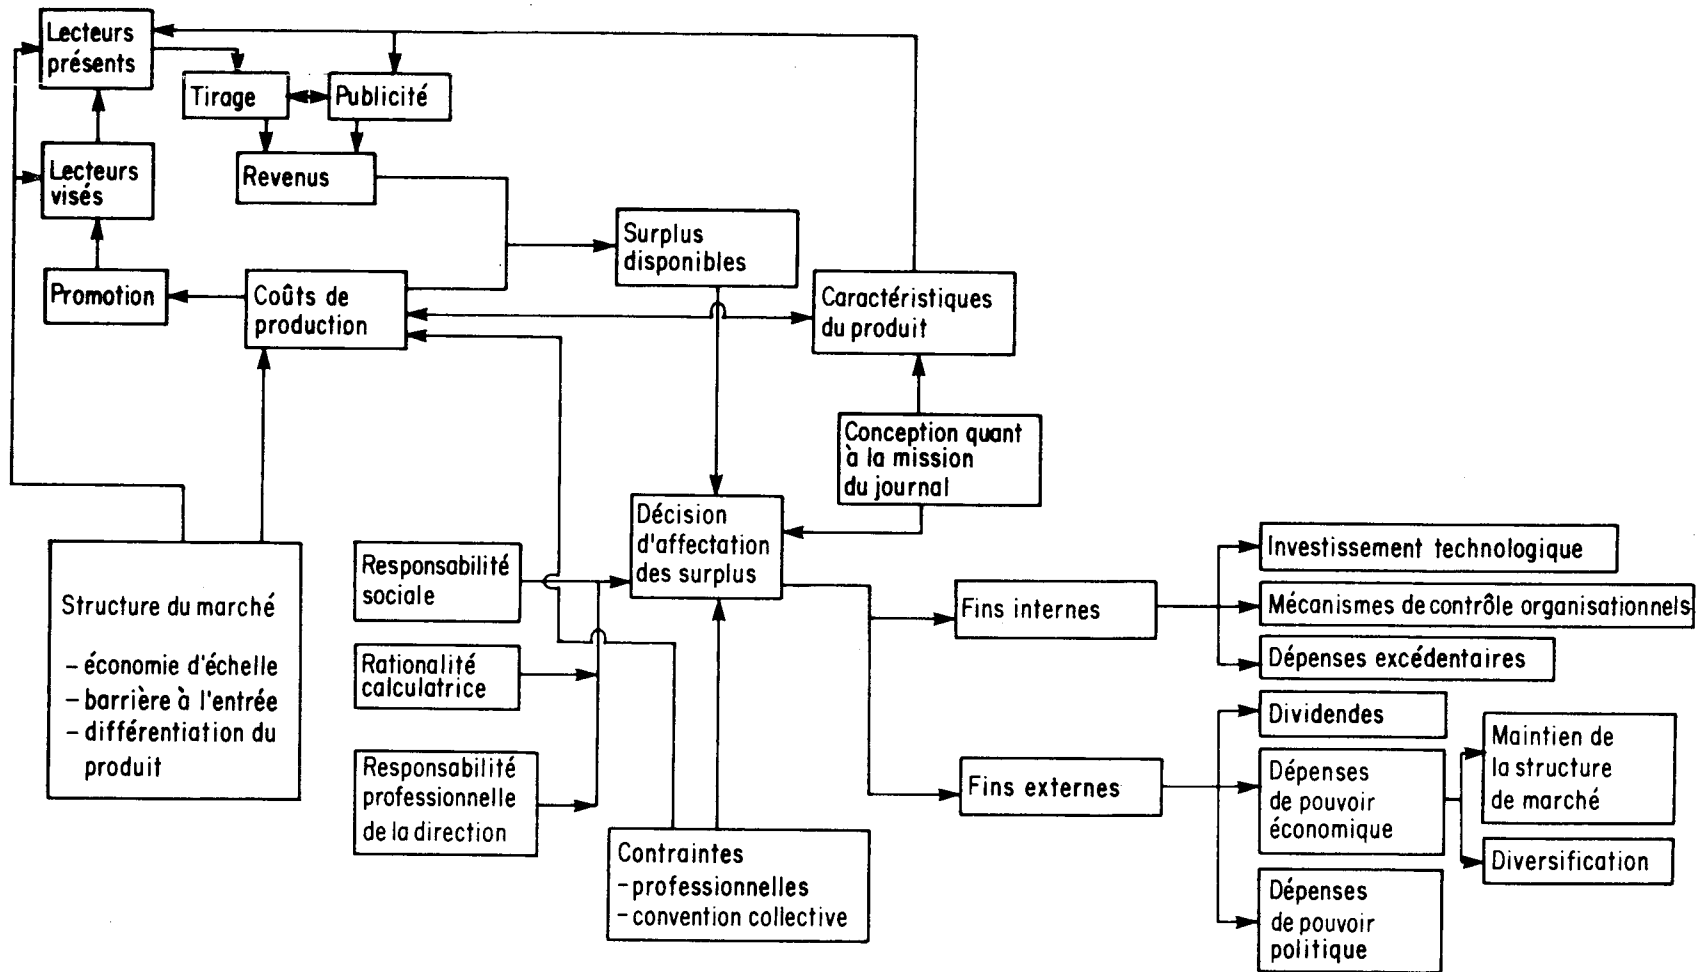 Lecteurs
présents
Tirage
Publicité
Lecteurs
visés
Revenus
Surplus
disponibles
Promotion
Coûts de
production
Caractéristiques
du produit
Conception quant
à la mission
du journal
Décision
d'affectation
des surplus
Structure du marché
– économie d'échelle
– barrière à l'entrée
– différentiation du
produit
Responsabilité
sociale
Rationalité
calculatrice
Responsabilité
professionnelle
de la direction
Contraintes
– professionnelles
– convention collective
Fins internes
Investissement technologique
Mécanismes de contrôle organisationnels
Dépenses excédentaires
Fins externes
Dividendes
Dépenses
de pouvoir
économique
Maintien de
la structure
de marché
Diversification
Dépenses
de pouvoir
politique